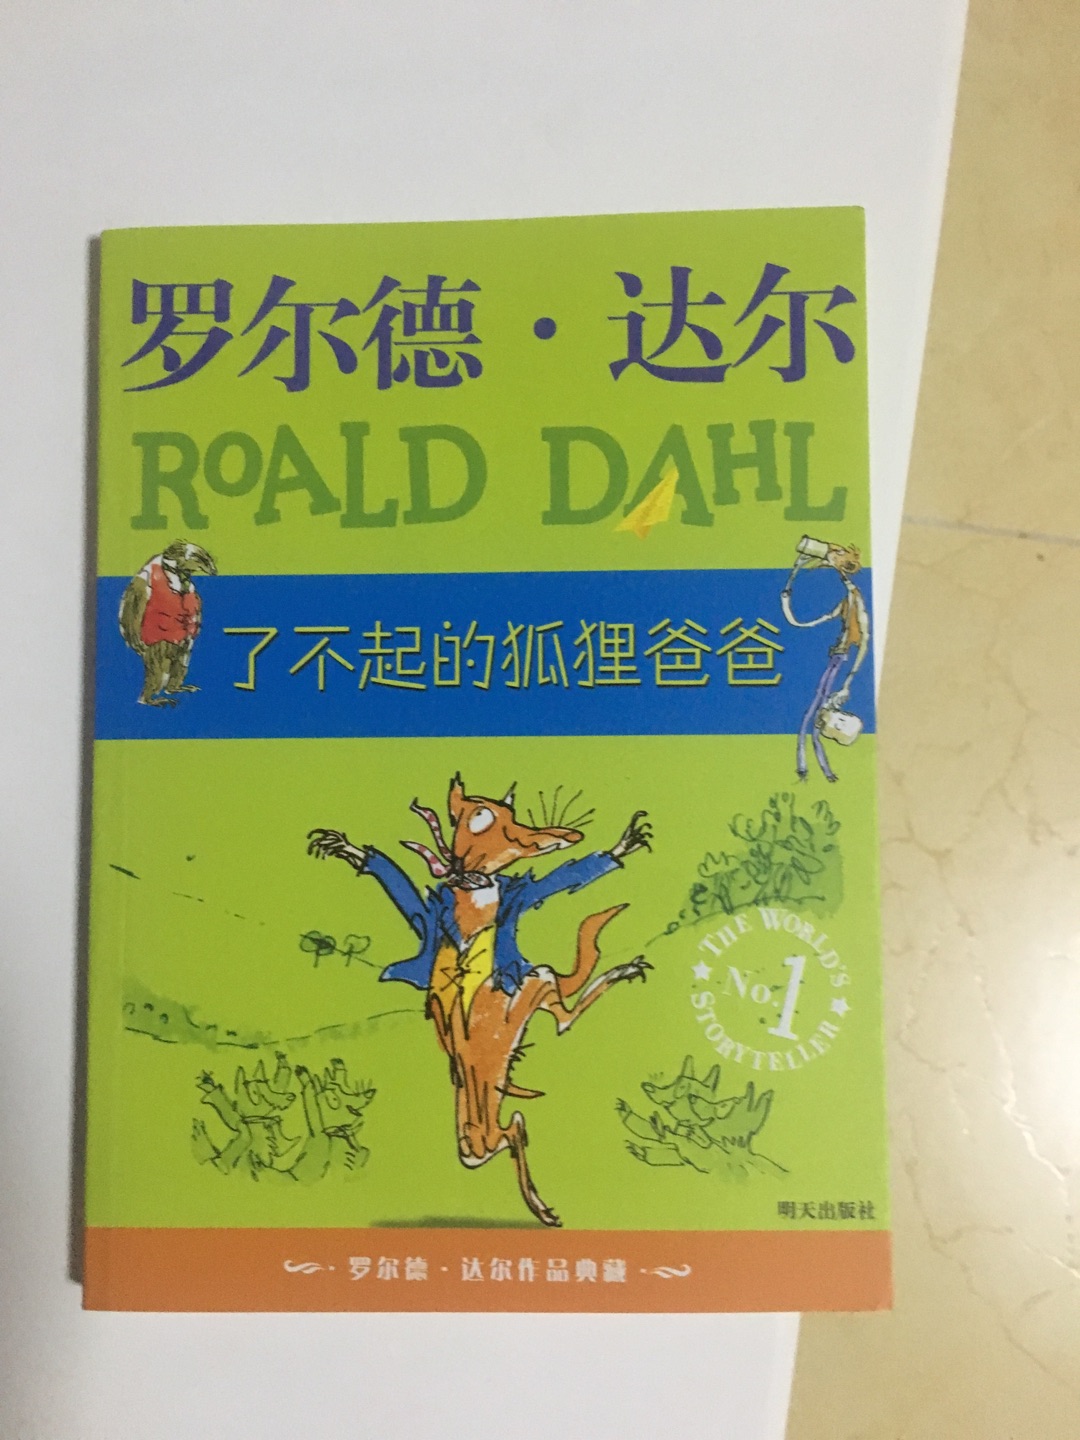 罗尔德·达尔
ROALD DAHL
了不起的狐狸爸爸
THE WORLD'S
No.1
STORYTELLER
明天出版社
罗尔德·达尔作品典藏